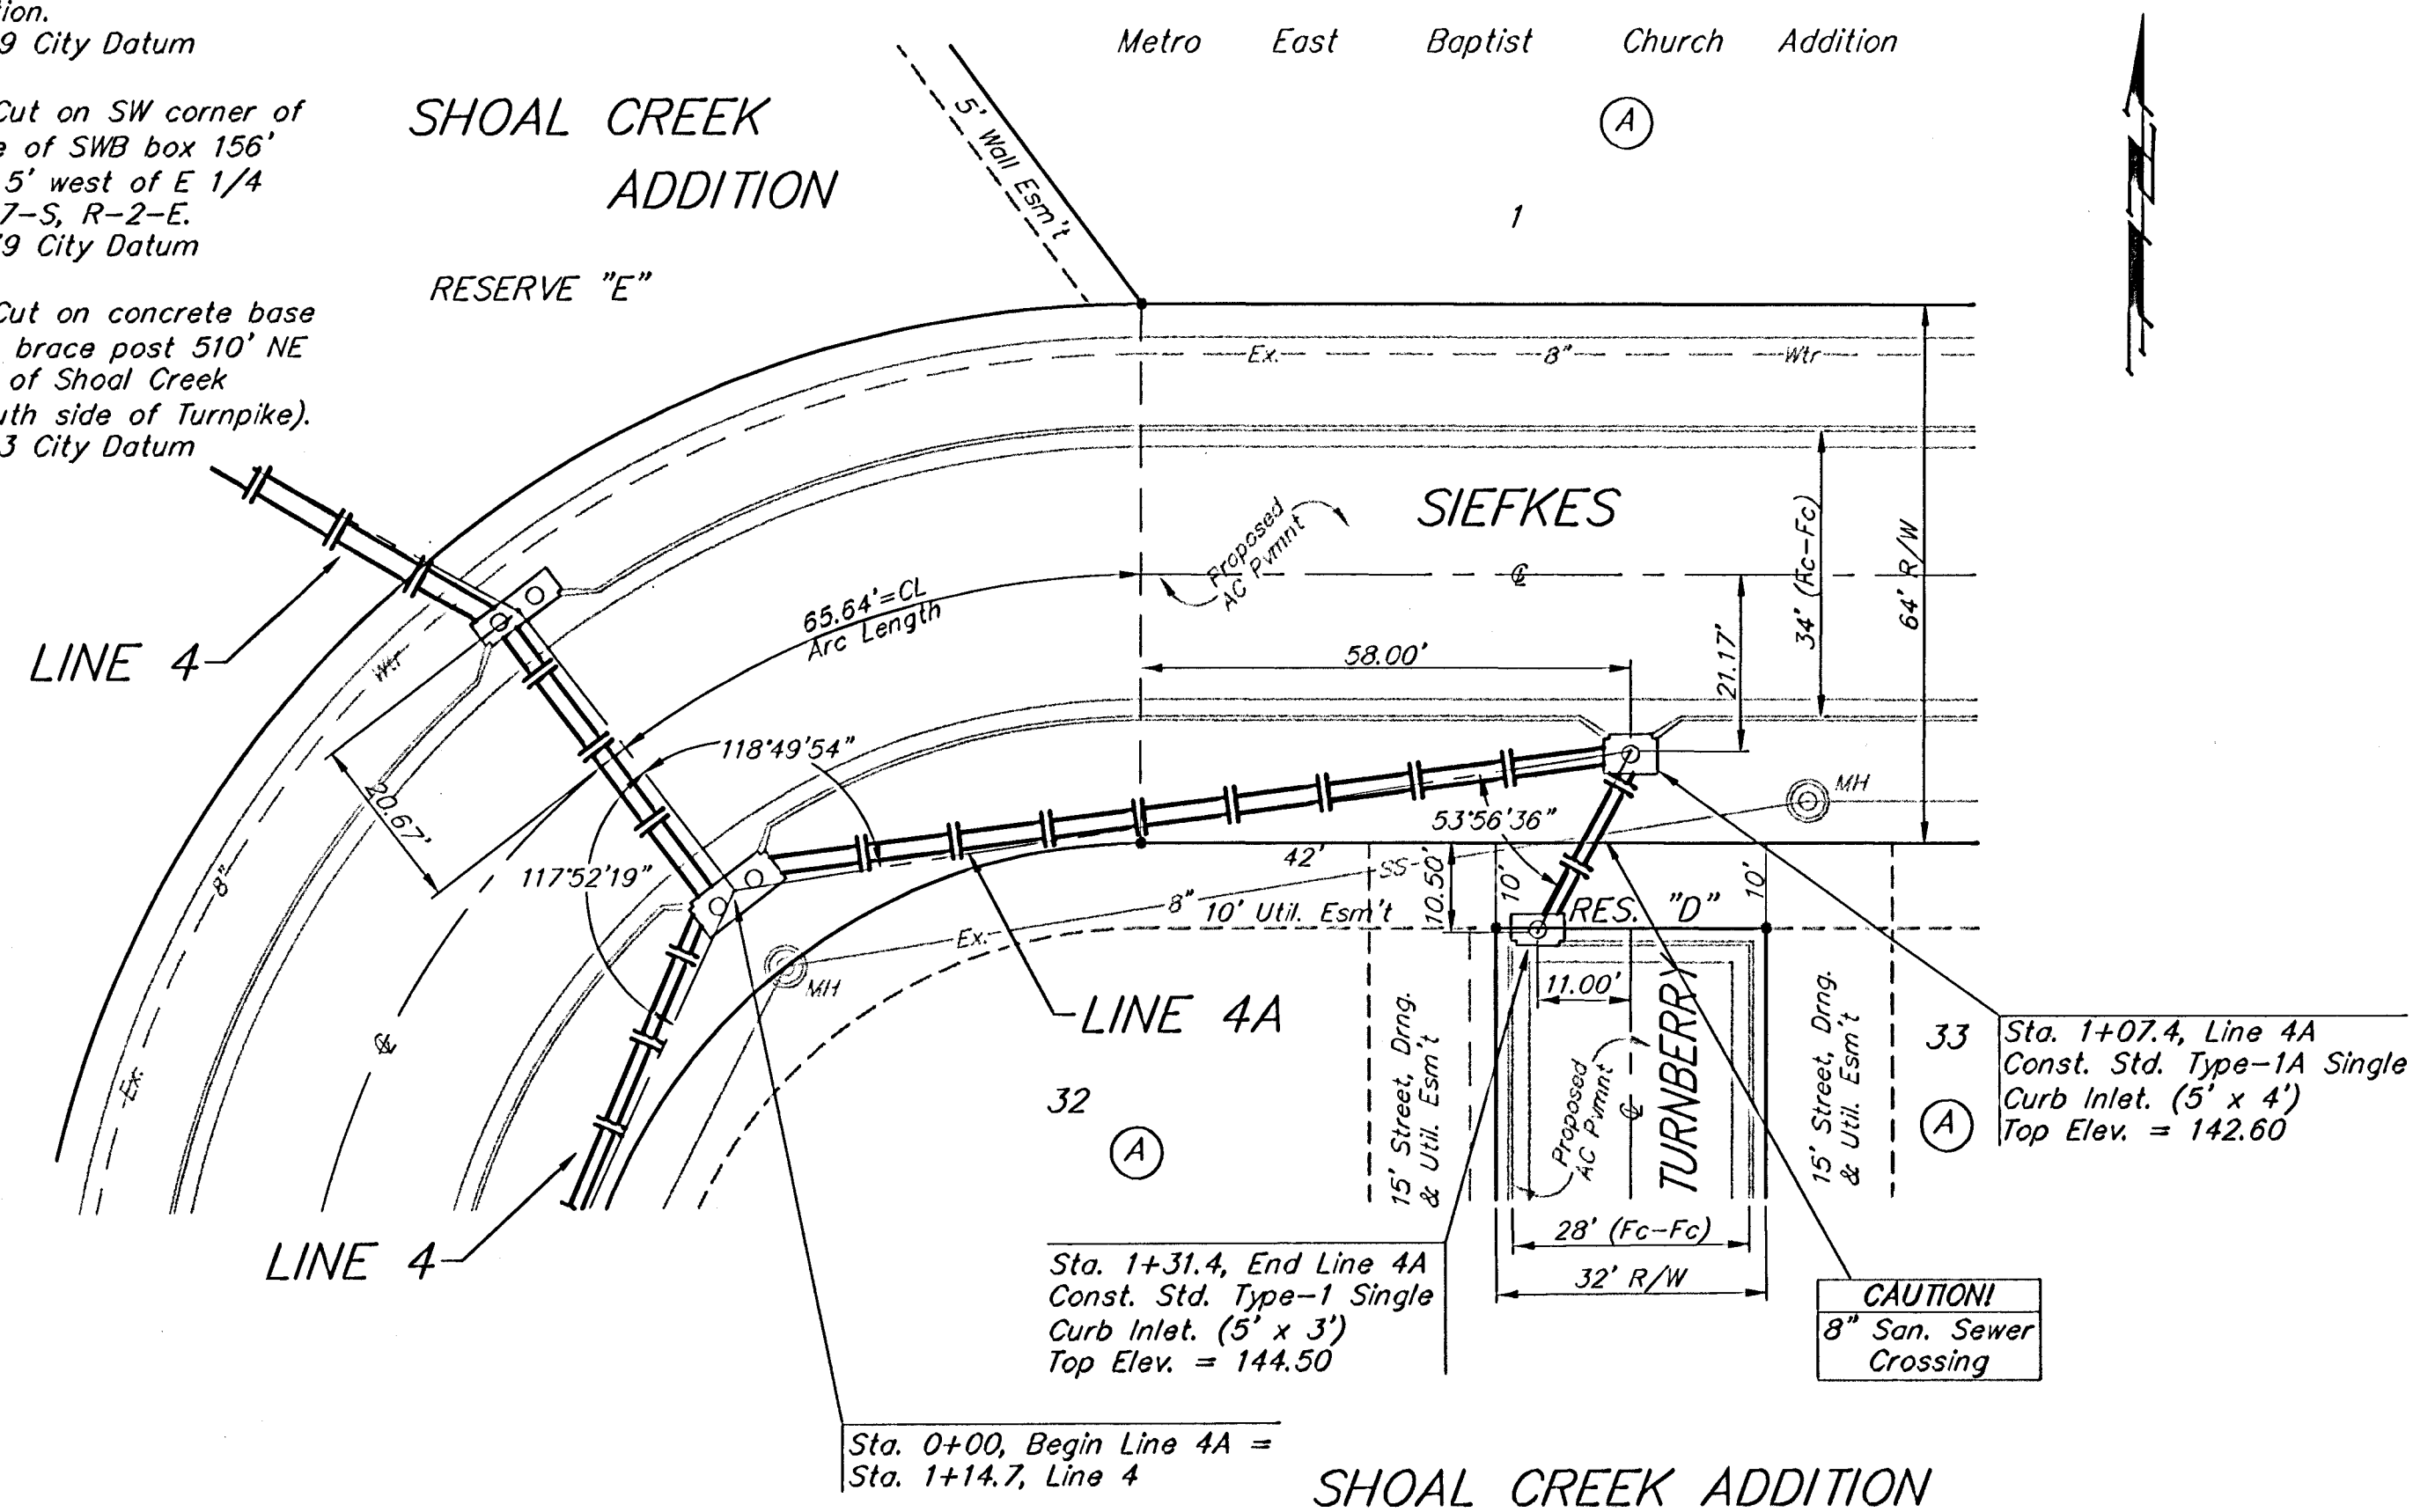 tion.
9 City Datum
Cut on SW corner of
e of SWB box 156'
5' west of E 1/4
7-S, R-2-E.
79 City Datum
Cut on concrete base
brace post 510' NE
of Shoal Creek
uth side of Turnpike).
3 City Datum
SHOAL CREEK
ADDITION
RESERVE "E"
Metro East Baptist Church Addition
A
1
5' Wall Esm't
Ex. 8" Wtr
SIEFKES
Proposed
AC Pvmnt
℄
34' (Fc-Fc)
64' R/W
21.17'
58.00'
65.64'=CL
Arc Length
LINE 4
Wtr
8"
Ex.
℄
20.67'
118°49'54"
117°52'19"
53°56'36"
MH
42'
SS
8"
Ex.
10' Util. Esm't
10.50'
10'
10'
RES. "D"
MH
11.00'
LINE 4A
15' Street, Drng.
& Util. Esm't
Proposed
AC Pvmnt
℄
TURNBERRY
15' Street, Drng.
& Util. Esm't
32
A
33
A
Sta. 1+07.4, Line 4A
Const. Std. Type-1A Single
Curb Inlet. (5' x 4')
Top Elev. = 142.60
LINE 4
28' (Fc-Fc)
32' R/W
Sta. 1+31.4, End Line 4A
Const. Std. Type-1 Single
Curb Inlet. (5' x 3')
Top Elev. = 144.50
CAUTION!
8" San. Sewer
Crossing
Sta. 0+00, Begin Line 4A =
Sta. 1+14.7, Line 4
SHOAL CREEK ADDITION